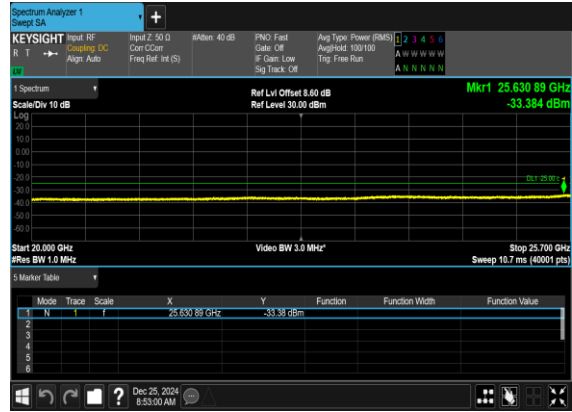 Spectrum Analyzer 1
Swept SA
KEYSIGHT
R T
Input: RF
Coupling: DC
Align: Auto
Input Z: 50 Ω
Corr CCorr
Freq Ref: Int (S)
#Atten: 40 dB
PNO: Fast
Gate: Off
IF Gain: Low
Sig Track: Off
Avg Type: Power (RMS)
Avg|Hold: 100/100
Trig: Free Run
1 2 3 4 5 6
A W W W W W
A N N N N N
1 Spectrum
Scale/Div 10 dB
Ref Lvl Offset 8.60 dB
Ref Level 30.00 dBm
Mkr1 25.630 89 GHz
-33.384 dBm
Log
20.0
10.0
0.00
-10.0
-20.0
-30.0
-40.0
-50.0
-60.0
Start 20.000 GHz
#Res BW 1.0 MHz
Video BW 3.0 MHz*
Stop 25.700 GHz
Sweep 10.7 ms (40001 pts)
5 Marker Table
Mode Trace Scale X Y Function Function Width Function Value
1 N 1 f 25.630 89 GHz -33.38 dBm
2
3
4
5
6
?
Dec 25, 2024
8:53:00 AM